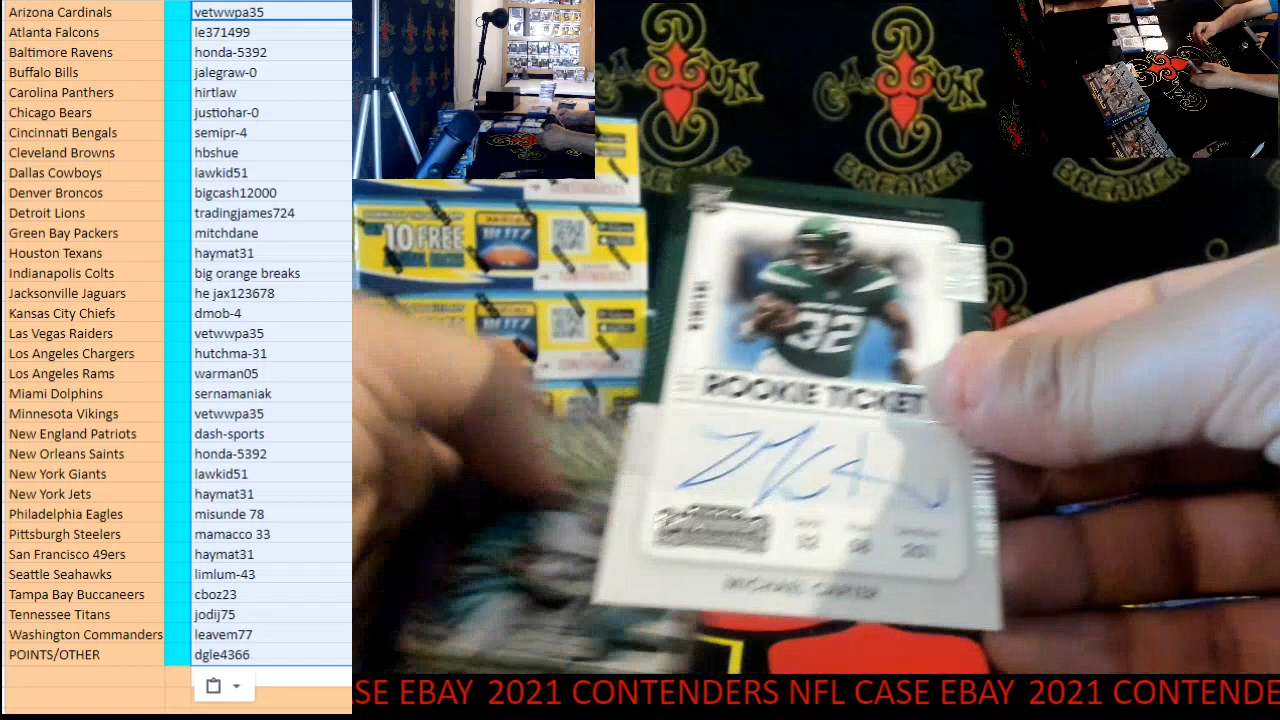 Arizona Cardinals vetwwpa35
Atlanta Falcons le371499
Baltimore Ravens honda-5392
Buffalo Bills jalegraw-0
Carolina Panthers hirtlaw
Chicago Bears justiohar-0
Cincinnati Bengals semipr-4
Cleveland Browns hbshue
Dallas Cowboys lawkid51
Denver Broncos bigcash12000
Detroit Lions tradingjames724
Green Bay Packers mitchdane
Houston Texans haymat31
Indianapolis Colts big orange breaks
Jacksonville Jaguars he jax123678
Kansas City Chiefs dmob-4
Las Vegas Raiders vetwwpa35
Los Angeles Chargers hutchma-31
Los Angeles Rams warman05
Miami Dolphins sernamaniak
Minnesota Vikings vetwwpa35
New England Patriots dash-sports
New Orleans Saints honda-5392
New York Giants lawkid51
New York Jets haymat31
Philadelphia Eagles misunde 78
Pittsburgh Steelers mamacco 33
San Francisco 49ers haymat31
Seattle Seahawks limlum-43
Tampa Bay Buccaneers cboz23
Tennessee Titans jodij75
Washington Commanders leavem77
POINTS/OTHER dgle4366
BREAKER
BREAKER
10 FREE
BLITZ
32
ROOKIE TICKET
MICHAEL CARTER
SE EBAY 2021 CONTENDERS NFL CASE EBAY 2021 CONTENDE